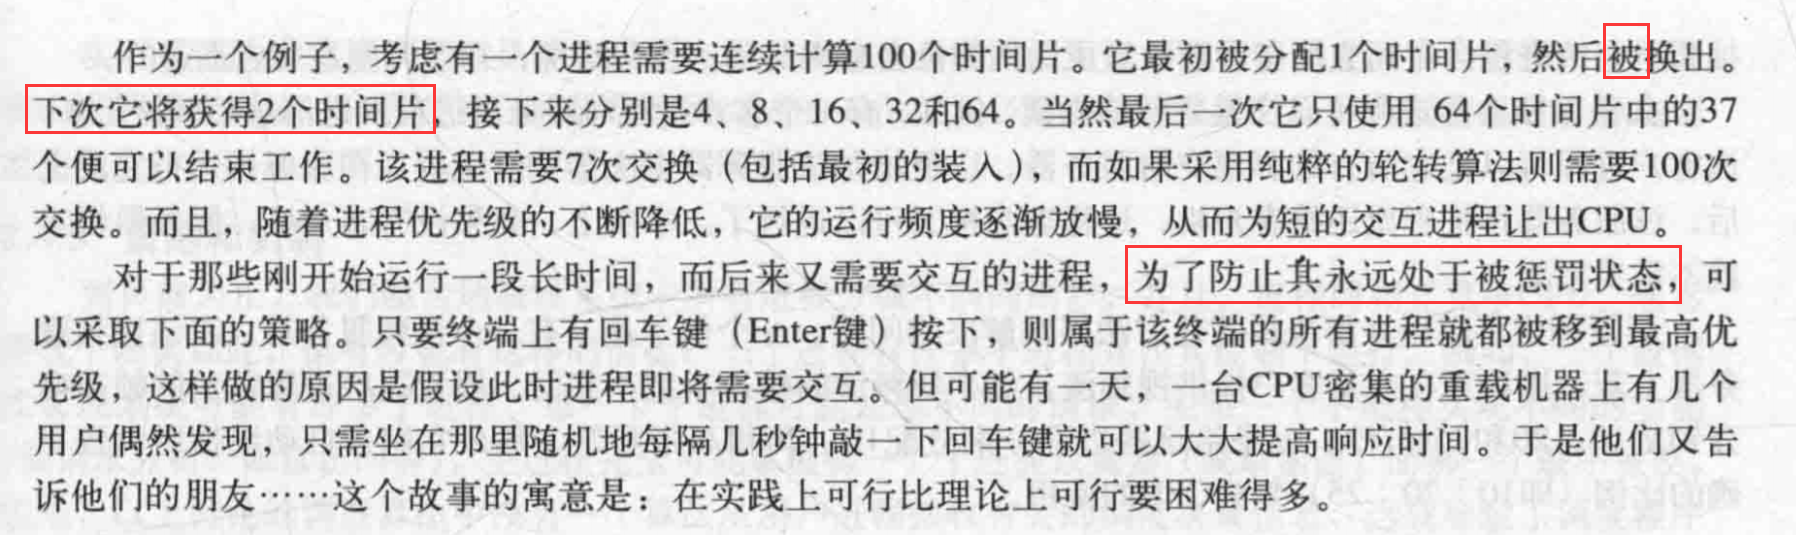 作为一个例子，考虑有一个进程需要连续计算100个时间片。它最初被分配1个时间片，然后被换出。
下次它将获得2个时间片，接下来分别是4、8、16、32和64。当然最后一次它只使用 64个时间片中的37
个便可以结束工作。该进程需要7次交换（包括最初的装入），而如果采用纯粹的轮转算法则需要100次
交换。而且，随着进程优先级的不断降低，它的运行频度逐渐放慢，从而为短的交互进程让出CPU。
对于那些刚开始运行一段长时间，而后来又需要交互的进程，为了防止其永远处于被惩罚状态，可
以采取下面的策略。只要终端上有回车键（Enter键）按下，则属于该终端的所有进程就都被移到最高优
先级，这样做的原因是假设此时进程即将需要交互。但可能有一天，一台CPU密集的重载机器上有几个
用户偶然发现，只需坐在那里随机地每隔几秒钟敲一下回车键就可以大大提高响应时间。于是他们又告
诉他们的朋友……这个故事的寓意是：在实践上可行比理论上可行要困难得多。